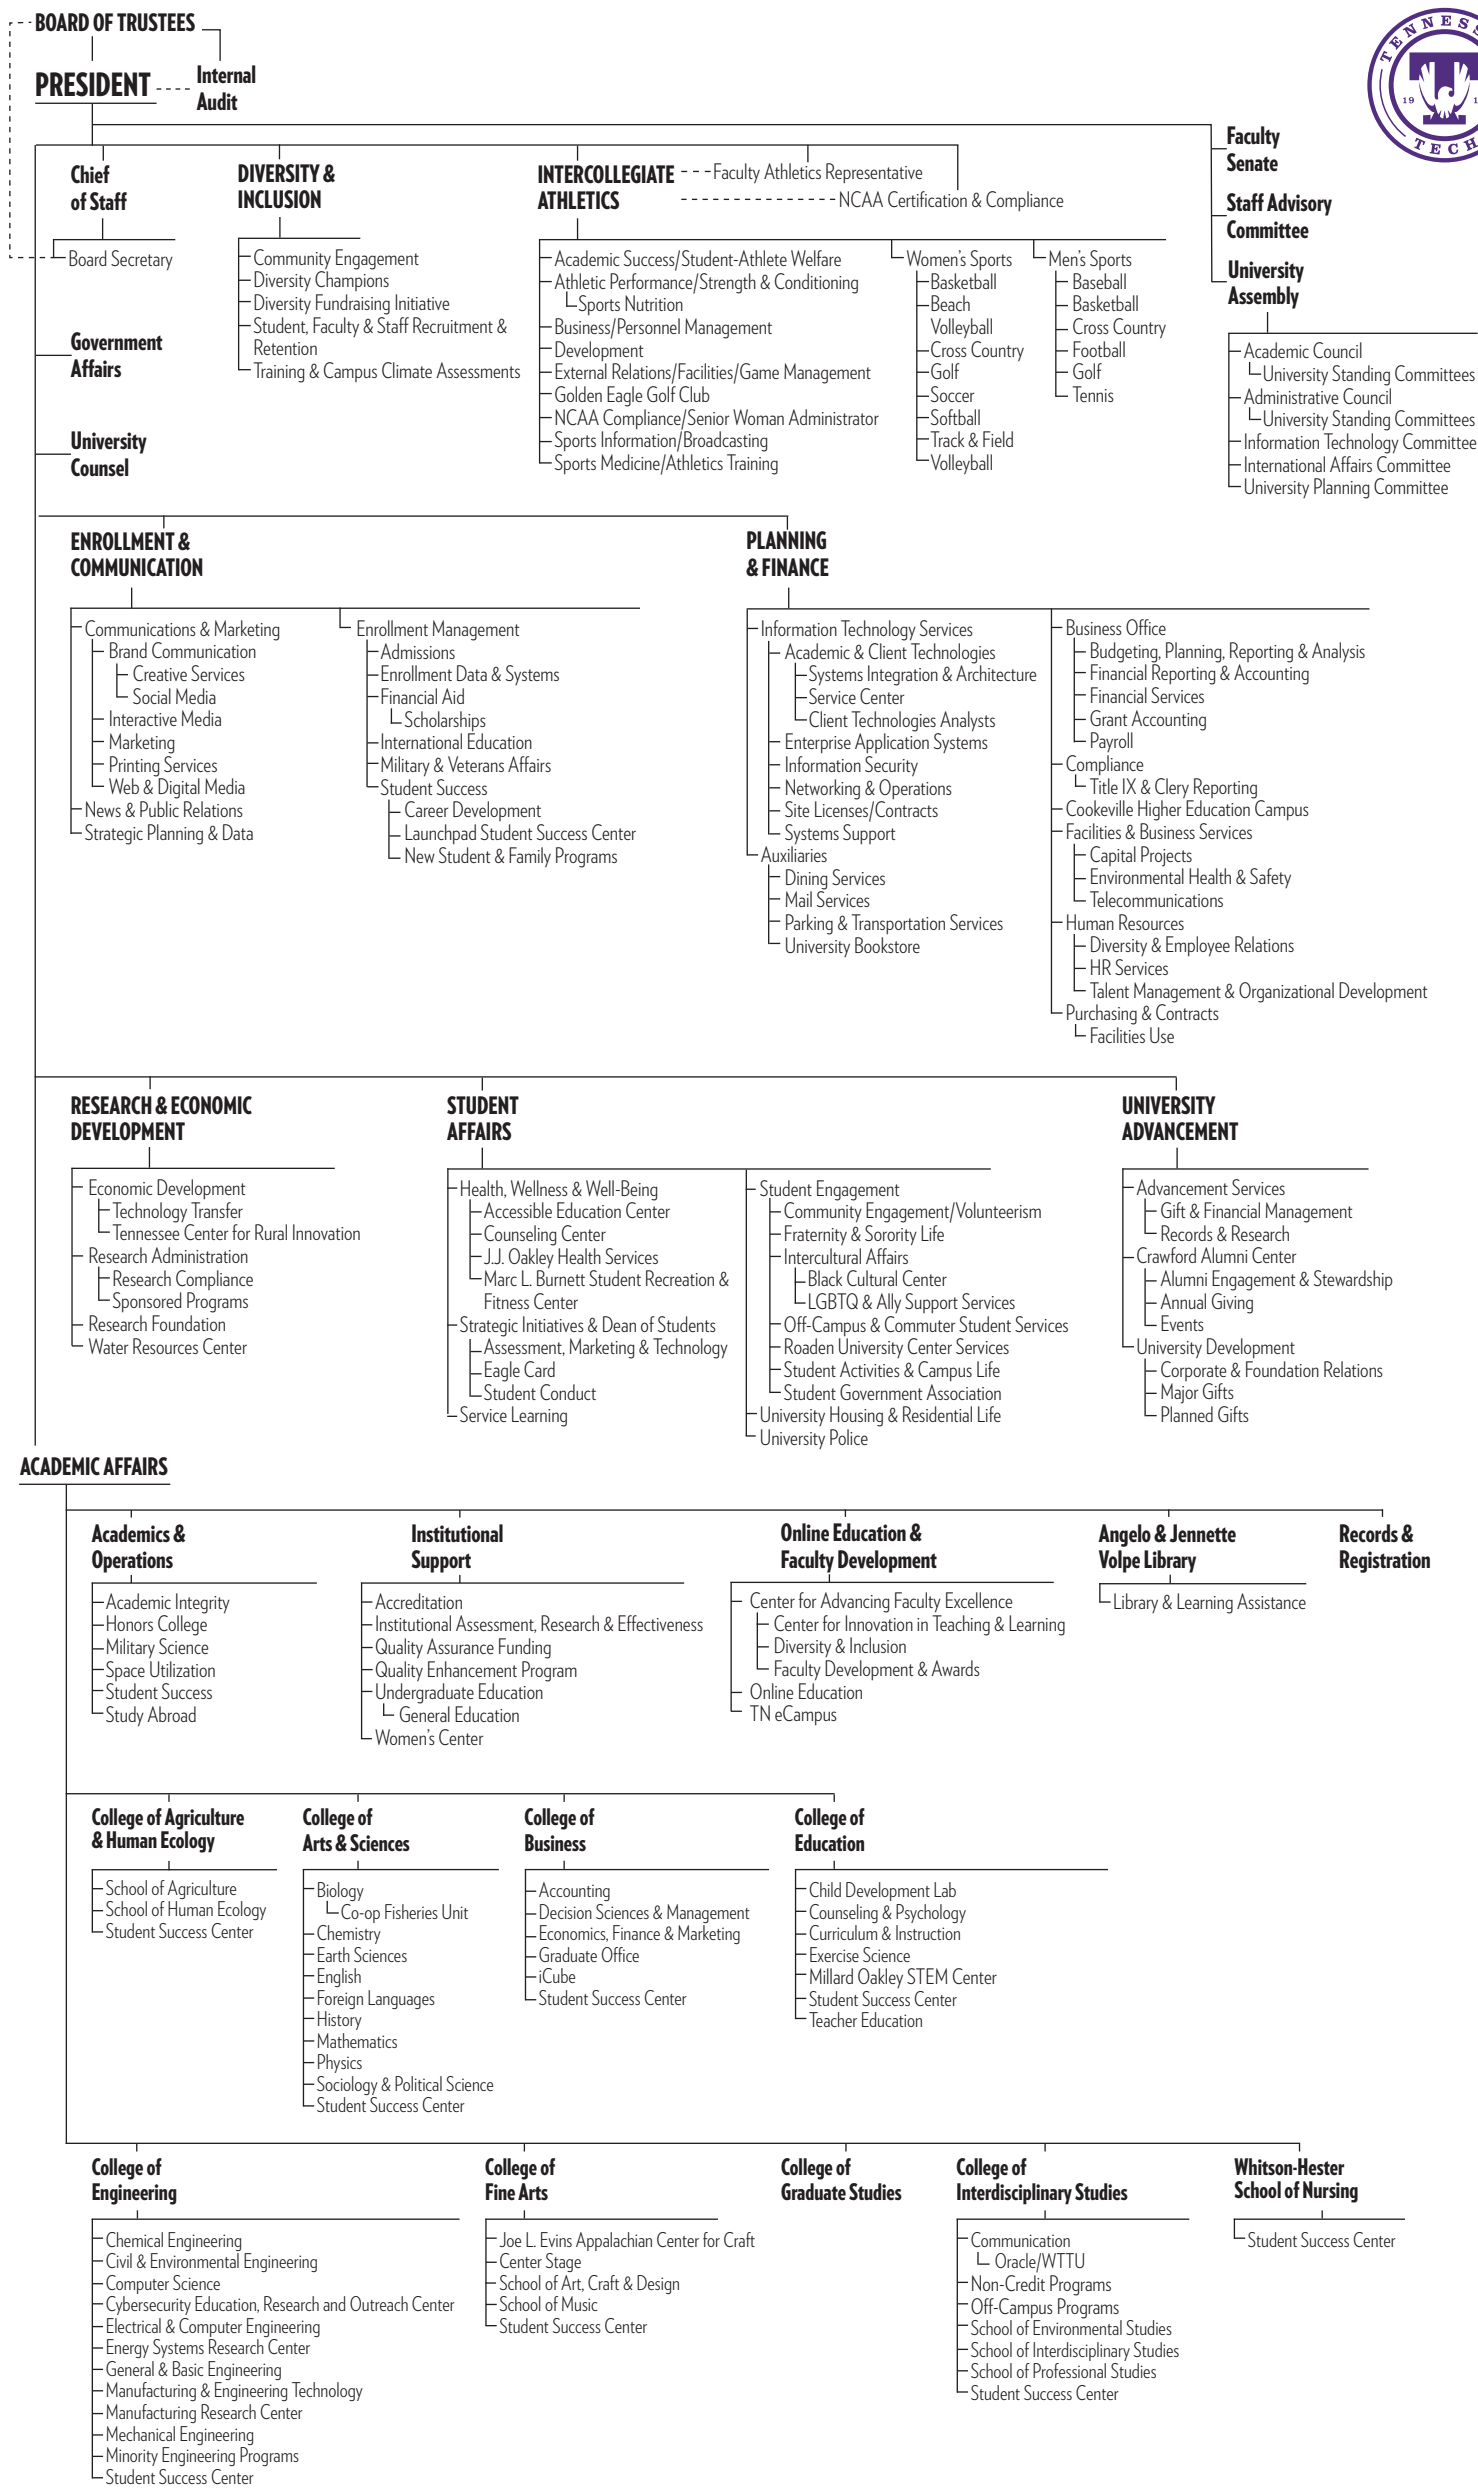 BOARD OF TRUSTEES
PRESIDENT
Internal
Audit
TENNESS
19 1
TECH
Faculty
Senate
Staff Advisory
Committee
University
Assembly
Academic Council
University Standing Committees
Administrative Council
University Standing Committees
Information Technology Committee
International Affairs Committee
University Planning Committee
Chief
of Staff
Board Secretary
Government
Affairs
University
Counsel
DIVERSITY &
INCLUSION
Community Engagement
Diversity Champions
Diversity Fundraising Initiative
Student, Faculty & Staff Recruitment &
Retention
Training & Campus Climate Assessments
INTERCOLLEGIATE
ATHLETICS
Faculty Athletics Representative
NCAA Certification & Compliance
Academic Success/Student-Athlete Welfare
Athletic Performance/Strength & Conditioning
Sports Nutrition
Business/Personnel Management
Development
External Relations/Facilities/Game Management
Golden Eagle Golf Club
NCAA Compliance/Senior Woman Administrator
Sports Information/Broadcasting
Sports Medicine/Athletics Training
Women's Sports
Basketball
Beach
Volleyball
Cross Country
Golf
Soccer
Softball
Track & Field
Volleyball
Men's Sports
Baseball
Basketball
Cross Country
Football
Golf
Tennis
ENROLLMENT &
COMMUNICATION
Communications & Marketing
Brand Communication
Creative Services
Social Media
Interactive Media
Marketing
Printing Services
Web & Digital Media
News & Public Relations
Strategic Planning & Data
Enrollment Management
Admissions
Enrollment Data & Systems
Financial Aid
Scholarships
International Education
Military & Veterans Affairs
Student Success
Career Development
Launchpad Student Success Center
New Student & Family Programs
PLANNING
& FINANCE
Information Technology Services
Academic & Client Technologies
Systems Integration & Architecture
Service Center
Client Technologies Analysts
Enterprise Application Systems
Information Security
Networking & Operations
Site Licenses/Contracts
Systems Support
Auxiliaries
Dining Services
Mail Services
Parking & Transportation Services
University Bookstore
Business Office
Budgeting, Planning, Reporting & Analysis
Financial Reporting & Accounting
Financial Services
Grant Accounting
Payroll
Compliance
Title IX & Clery Reporting
Cookeville Higher Education Campus
Facilities & Business Services
Capital Projects
Environmental Health & Safety
Telecommunications
Human Resources
Diversity & Employee Relations
HR Services
Talent Management & Organizational Development
Purchasing & Contracts
Facilities Use
RESEARCH & ECONOMIC
DEVELOPMENT
Economic Development
Technology Transfer
Tennessee Center for Rural Innovation
Research Administration
Research Compliance
Sponsored Programs
Research Foundation
Water Resources Center
STUDENT
AFFAIRS
Health, Wellness & Well-Being
Accessible Education Center
Counseling Center
J.J. Oakley Health Services
Marc L. Burnett Student Recreation &
Fitness Center
Strategic Initiatives & Dean of Students
Assessment, Marketing & Technology
Eagle Card
Student Conduct
Service Learning
Student Engagement
Community Engagement/Volunteerism
Fraternity & Sorority Life
Intercultural Affairs
Black Cultural Center
LGBTQ & Ally Support Services
Off-Campus & Commuter Student Services
Roaden University Center Services
Student Activities & Campus Life
Student Government Association
University Housing & Residential Life
University Police
UNIVERSITY
ADVANCEMENT
Advancement Services
Gift & Financial Management
Records & Research
Crawford Alumni Center
Alumni Engagement & Stewardship
Annual Giving
Events
University Development
Corporate & Foundation Relations
Major Gifts
Planned Gifts
ACADEMIC AFFAIRS
Academics &
Operations
Academic Integrity
Honors College
Military Science
Space Utilization
Student Success
Study Abroad
Institutional
Support
Accreditation
Institutional Assessment, Research & Effectiveness
Quality Assurance Funding
Quality Enhancement Program
Undergraduate Education
General Education
Women's Center
Online Education &
Faculty Development
Center for Advancing Faculty Excellence
Center for Innovation in Teaching & Learning
Diversity & Inclusion
Faculty Development & Awards
Online Education
TN eCampus
Angelo & Jennette
Volpe Library
Library & Learning Assistance
Records &
Registration
College of Agriculture
& Human Ecology
School of Agriculture
School of Human Ecology
Student Success Center
College of
Arts & Sciences
Biology
Co-op Fisheries Unit
Chemistry
Earth Sciences
English
Foreign Languages
History
Mathematics
Physics
Sociology & Political Science
Student Success Center
College of
Business
Accounting
Decision Sciences & Management
Economics, Finance & Marketing
Graduate Office
iCube
Student Success Center
College of
Education
Child Development Lab
Counseling & Psychology
Curriculum & Instruction
Exercise Science
Millard Oakley STEM Center
Student Success Center
Teacher Education
College of
Engineering
Chemical Engineering
Civil & Environmental Engineering
Computer Science
Cybersecurity Education, Research and Outreach Center
Electrical & Computer Engineering
Energy Systems Research Center
General & Basic Engineering
Manufacturing & Engineering Technology
Manufacturing Research Center
Mechanical Engineering
Minority Engineering Programs
Student Success Center
College of
Fine Arts
Joe L. Evins Appalachian Center for Craft
Center Stage
School of Art, Craft & Design
School of Music
Student Success Center
College of
Graduate Studies
College of
Interdisciplinary Studies
Communication
Oracle/WTTU
Non-Credit Programs
Off-Campus Programs
School of Environmental Studies
School of Interdisciplinary Studies
School of Professional Studies
Student Success Center
Whitson-Hester
School of Nursing
Student Success Center